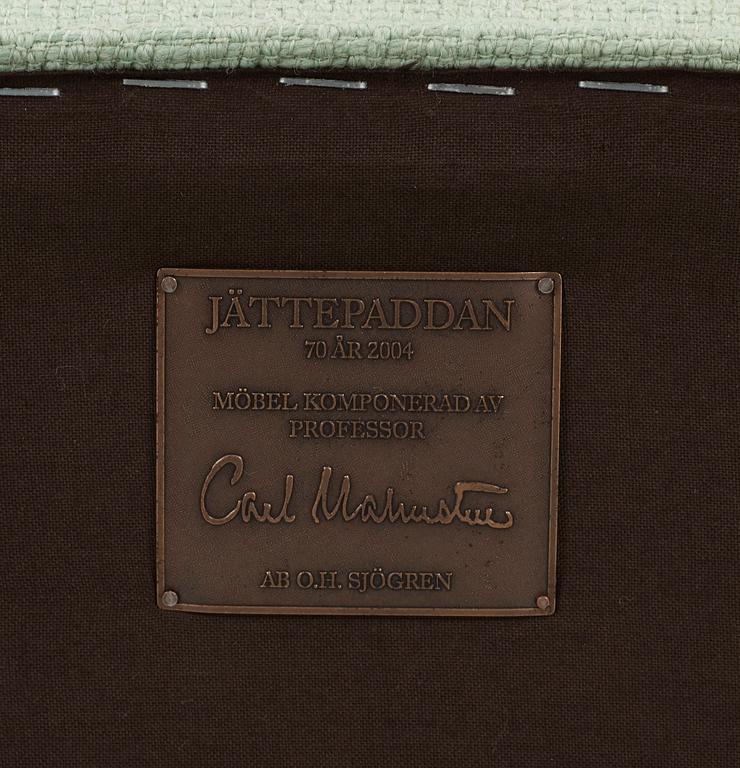 JÄTTEPADDAN
70 ÅR 2004
MÖBEL KOMPONERAD AV
PROFESSOR
Carl Malmsten
AB O.H. SJÖGREN